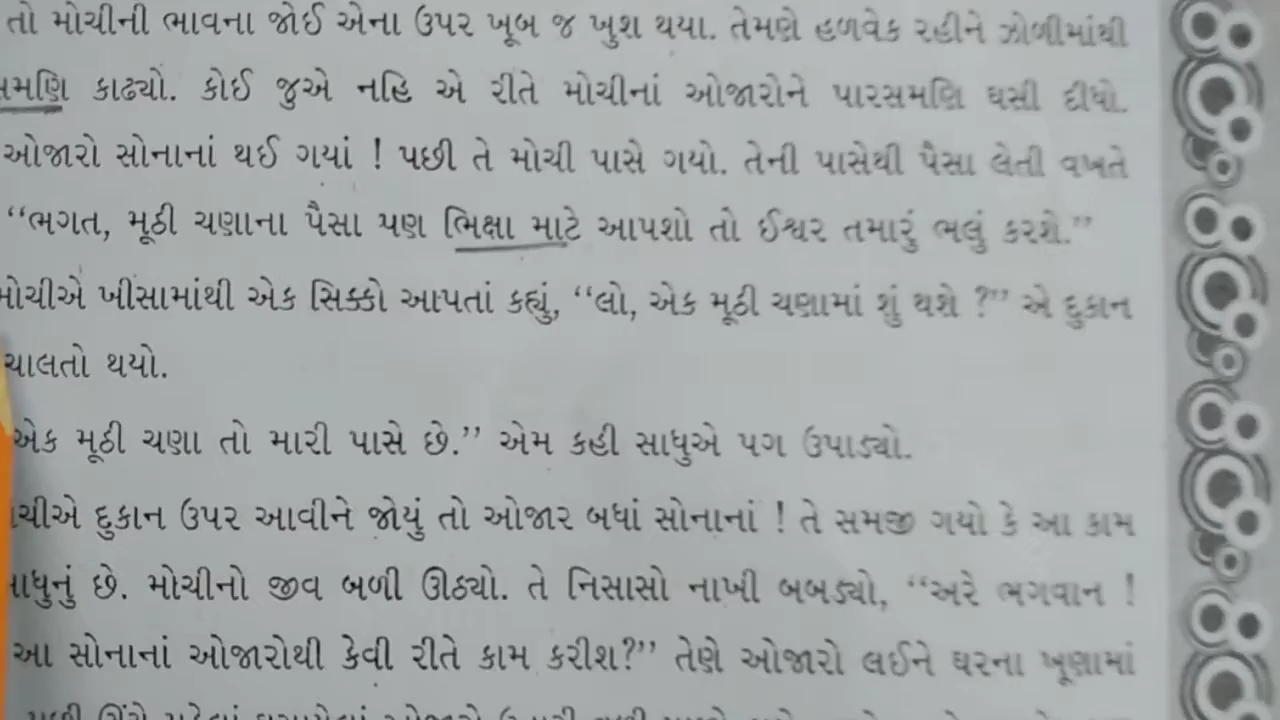 તો મોચીની ભાવના જોઈ એના ઉપર ખૂબ જ ખુશ થયા. તેમણે હળવેક રહીને ઝોળીમાંથી
સમણિ કાઢ્યો. કોઈ જુએ નહિ એ રીતે મોચીનાં ઓજારોને પારસમણિ ઘસી દીધો.
ઓજારો સોનાનાં થઈ ગયાં ! પછી તે મોચી પાસે ગયો. તેની પાસેથી પૈસા લેતી વખતે
“ભગત, મૂઠી ચણાના પૈસા પણ ભિક્ષા માટે આપશો તો ઈશ્વર તમારું ભલું કરશે.”
મોચીએ ખીસામાંથી એક સિક્કો આપતાં કહ્યું, “લો, એક મૂઠી ચણામાં શું થશે ?” એ દુકાન
ચાલતો થયો.
એક મૂઠી ચણા તો મારી પાસે છે.” એમ કહી સાધુએ પગ ઉપાડ્યો.
ચીએ દુકાન ઉપર આવીને જોયું તો ઓજાર બધાં સોનાનાં ! તે સમજી ગયો કે આ કામ
સાધુનું છે. મોચીનો જીવ બળી ઊઠ્યો. તે નિસાસો નાખી બબડ્યો, “અરે ભગવાન !
આ સોનાનાં ઓજારોથી કેવી રીતે કામ કરીશ?” તેણે ઓજારો લઈને ઘરના ખૂણામાં